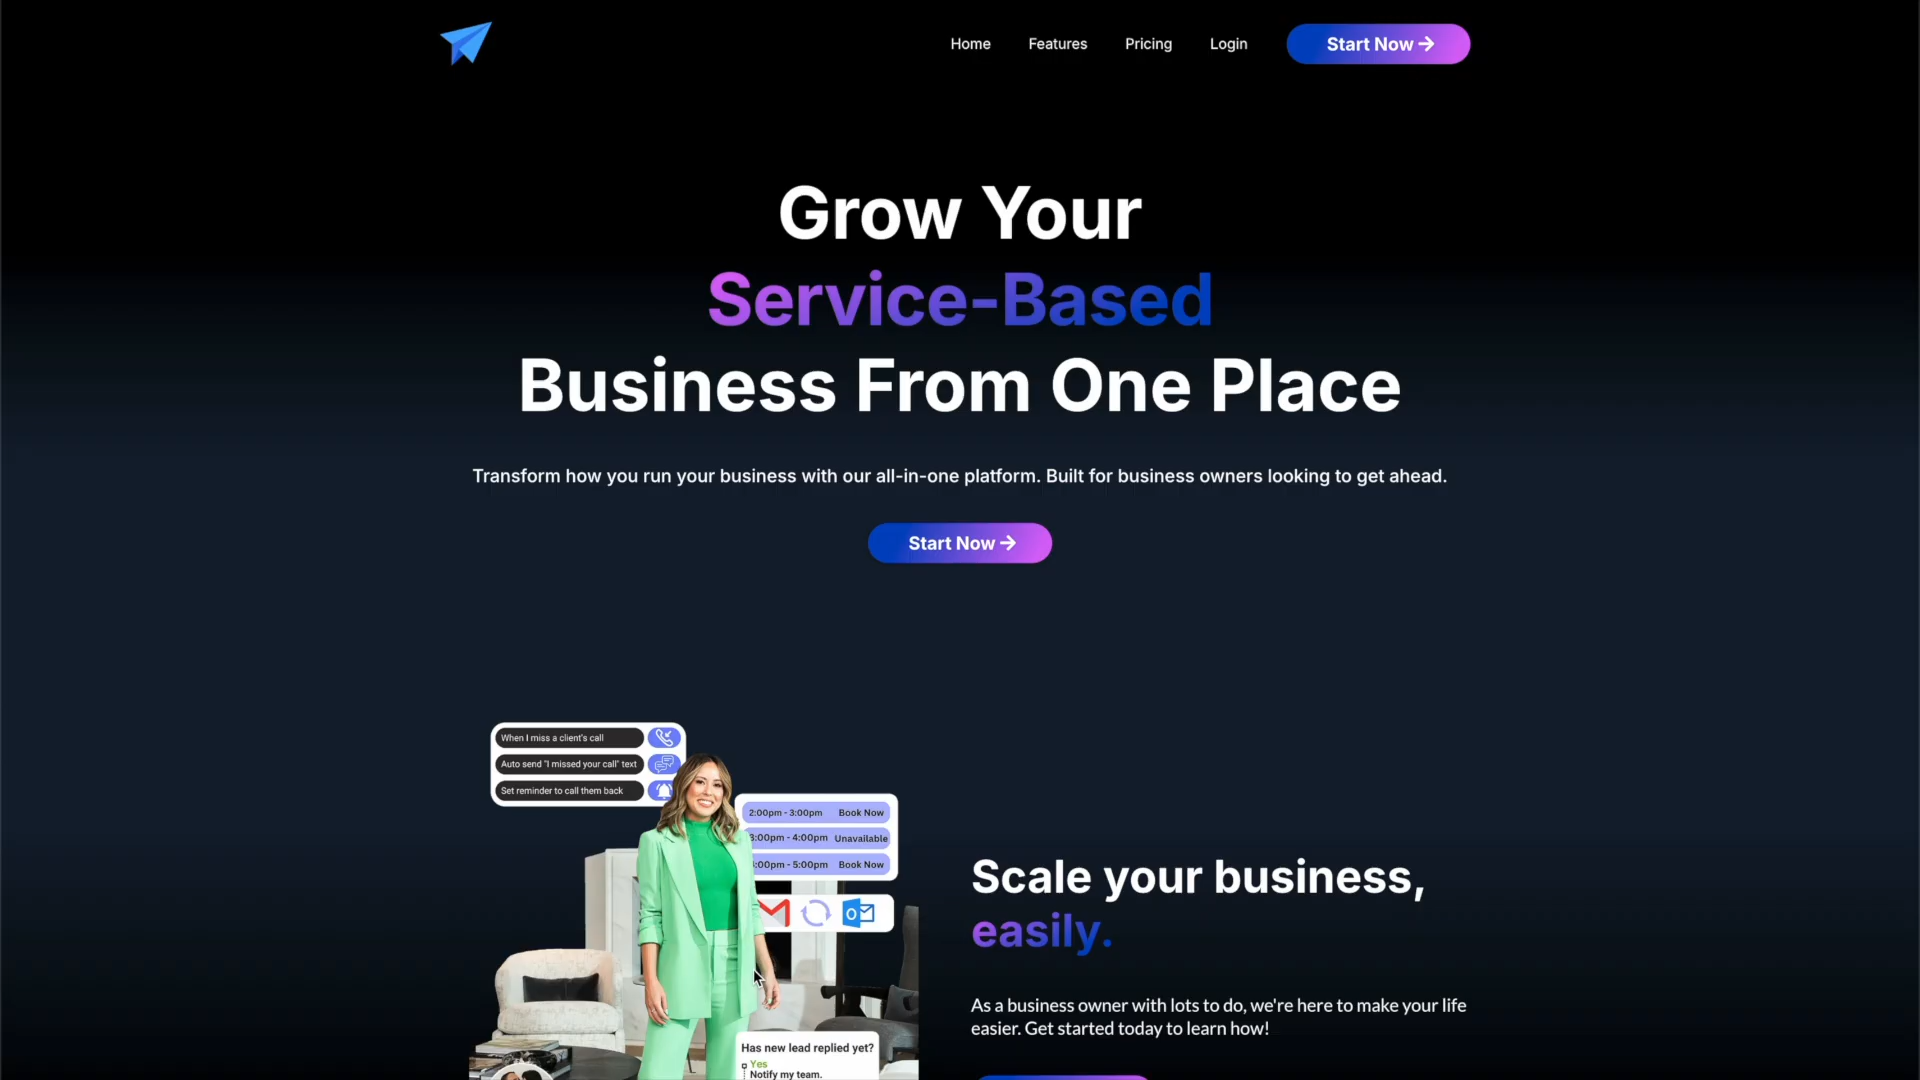 Home
Features
Pricing
Login
Start Now
Grow Your
Service-Based
Business From One Place
Transform how you run your business with our all-in-one platform. Built for business owners looking to get ahead.
Start Now
When I miss a client's call
Auto send "I missed your call" text
Set reminder to call them back
2:00pm - 3:00pm Book Now
3:00pm - 4:00pm Unavailable
:00pm - 5:00pm Book Now
Scale your business,
easily.
As a business owner with lots to do, we're here to make your life
easier. Get started today to learn how!
Has new lead replied yet?
Yes
Notify my team.